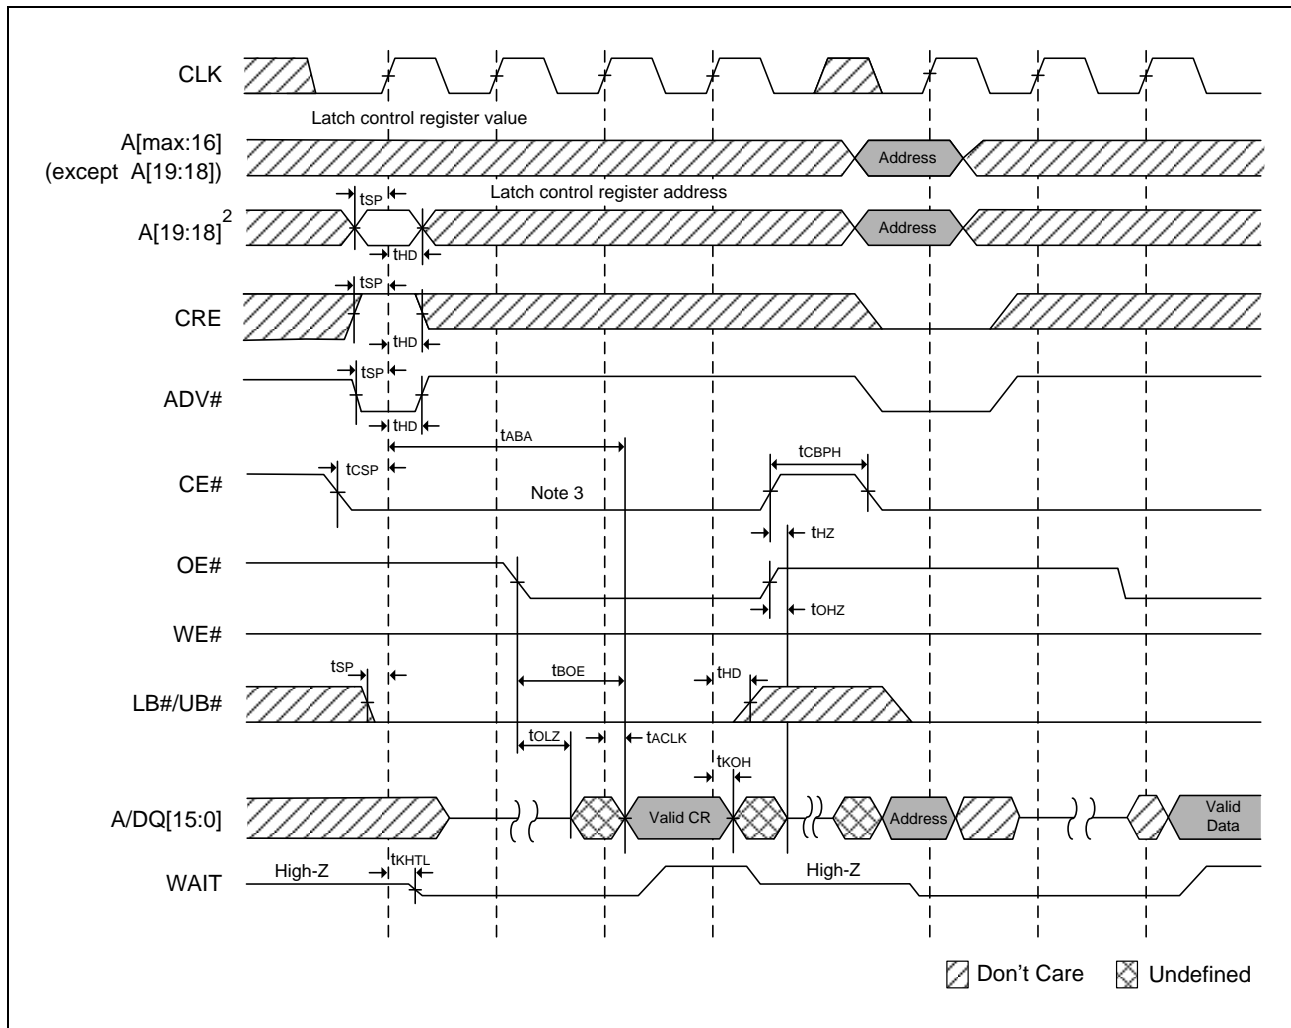 CLK
Latch control register value
A[max:16]
(except A[19:18])
Address
Latch control register address
tSP
A[19:18]2
Address
tHD
tSP
CRE
tHD
tSP
ADV#
tHD
tABA
tCSP
tCBPH
CE#
Note 3
tHZ
OE#
tOHZ
WE#
tSP
tBOE
tHD
LB#/UB#
tOLZ
tACLK
tKOH
A/DQ[15:0]
Valid CR
Address
Valid
Data
tKHTL
WAIT
High-Z
High-Z
Don't Care
Undefined